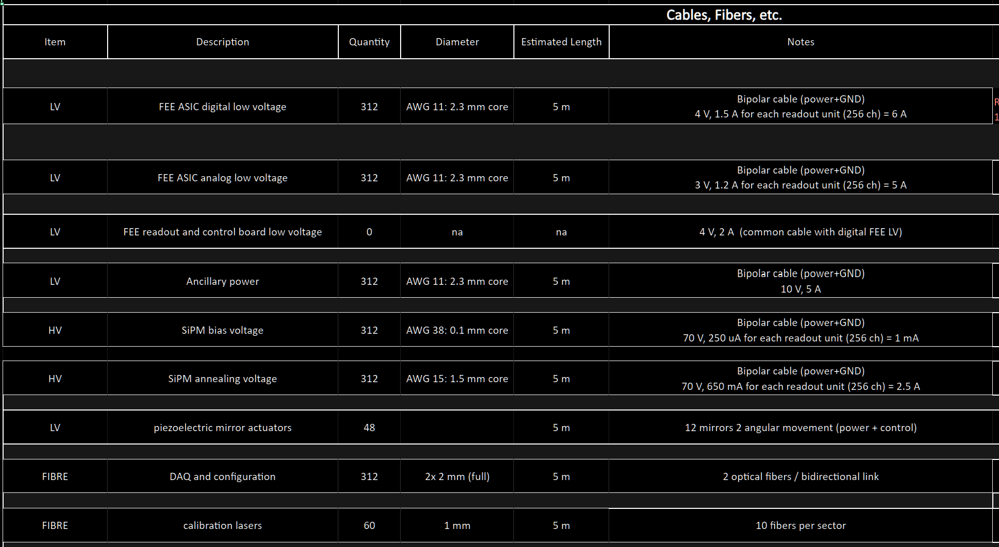 Cables, Fibers, etc.
Item Description Quantity Diameter Estimated Length Notes
LV FEE ASIC digital low voltage 312 AWG 11: 2.3 mm core 5 m Bipolar cable (power+GND)
4 V, 1.5 A for each readout unit (256 ch) = 6 A
LV FEE ASIC analog low voltage 312 AWG 11: 2.3 mm core 5 m Bipolar cable (power+GND)
3 V, 1.2 A for each readout unit (256 ch) = 5 A
LV FEE readout and control board low voltage 0 na na 4 V, 2 A (common cable with digital FEE LV)
LV Ancillary power 312 AWG 11: 2.3 mm core 5 m Bipolar cable (power+GND)
10 V, 5 A
HV SiPM bias voltage 312 AWG 38: 0.1 mm core 5 m Bipolar cable (power+GND)
70 V, 250 uA for each readout unit (256 ch) = 1 mA
HV SiPM annealing voltage 312 AWG 15: 1.5 mm core 5 m Bipolar cable (power+GND)
70 V, 650 mA for each readout unit (256 ch) = 2.5 A
LV piezoelectric mirror actuators 48 5 m 12 mirrors 2 angular movement (power + control)
FIBRE DAQ and configuration 312 2x 2 mm (full) 5 m 2 optical fibers / bidirectional link
FIBRE calibration lasers 60 1 mm 5 m 10 fibers per sector